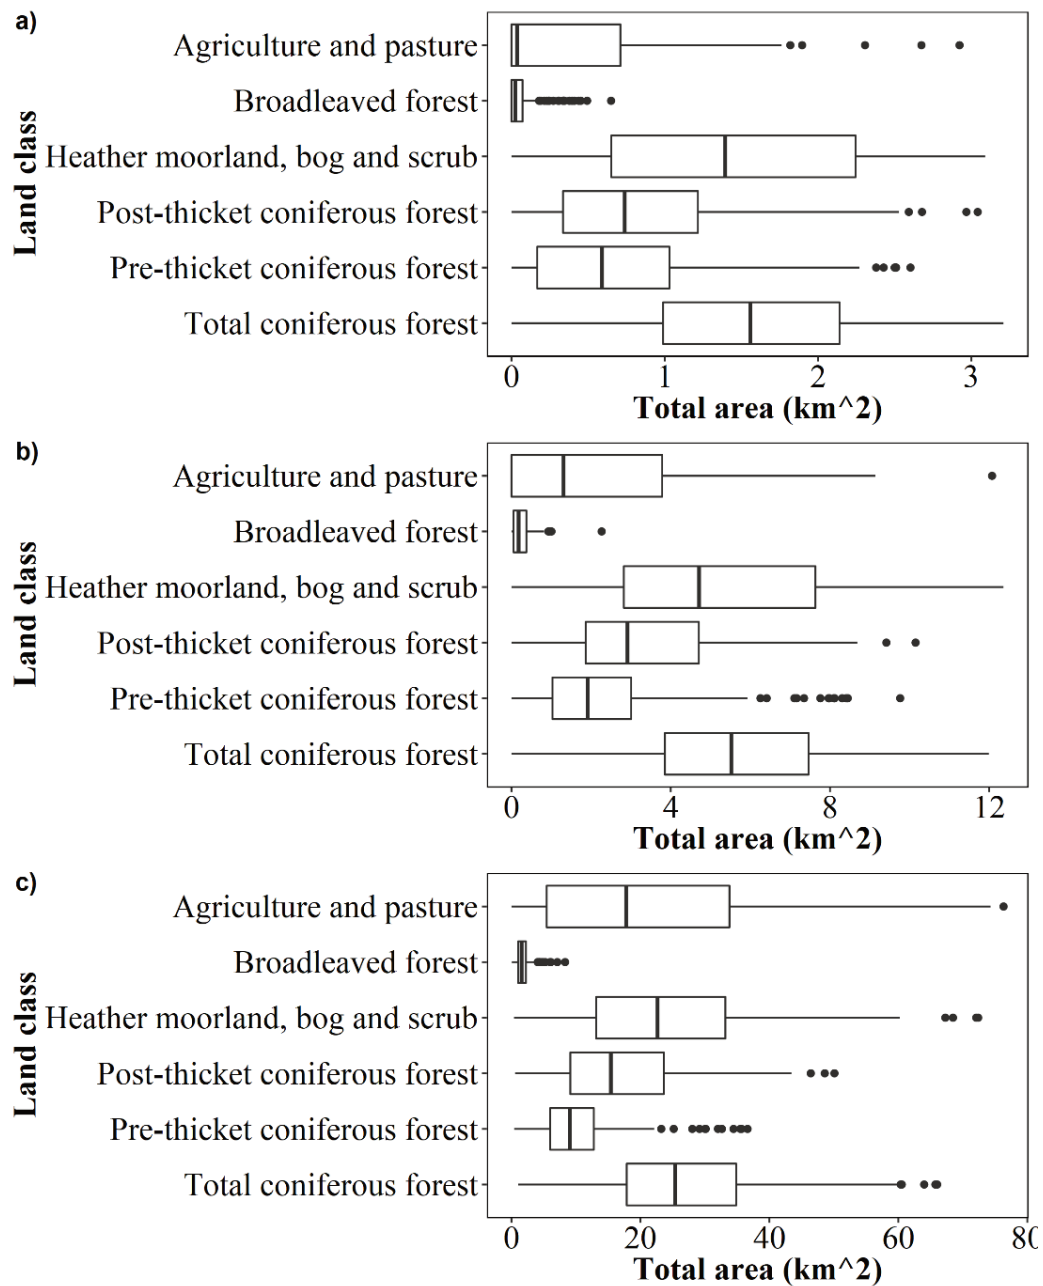 a)
Land class
Agriculture and pasture
Broadleaved forest
Heather moorland, bog and scrub
Post-thicket coniferous forest
Pre-thicket coniferous forest
Total coniferous forest
0 1 2 3
Total area (km^2)
b)
Land class
Agriculture and pasture
Broadleaved forest
Heather moorland, bog and scrub
Post-thicket coniferous forest
Pre-thicket coniferous forest
Total coniferous forest
0 4 8 12
Total area (km^2)
c)
Land class
Agriculture and pasture
Broadleaved forest
Heather moorland, bog and scrub
Post-thicket coniferous forest
Pre-thicket coniferous forest
Total coniferous forest
0 20 40 60 80
Total area (km^2)